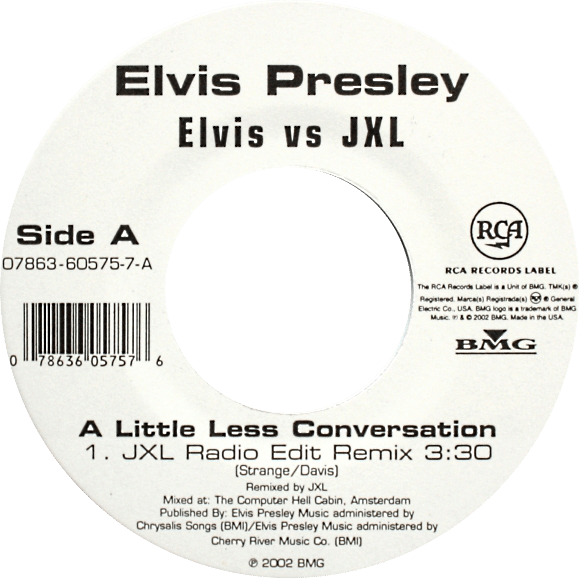 Elvis Presley
Elvis vs JXL
Side A
07863-60575-7-A
0 78636 05757 6
RCA
RCA RECORDS LABEL
The RCA Records Label is a Unit of BMG. TMK(s) ®
Registered. Marca(s) Registrada(s) RCA ® General
Electric Co., USA. BMG logo is a trademark of BMG
Music. ℗ & © 2002 BMG. Made in the USA.
BMG
A Little Less Conversation
1. JXL Radio Edit Remix 3:30
(Strange/Davis)
Remixed by JXL
Mixed at: The Computer Hell Cabin, Amsterdam
Published By: Elvis Presley Music administered by
Chrysalis Songs (BMI)/Elvis Presley Music administered by
Cherry River Music Co. (BMI)
℗ 2002 BMG